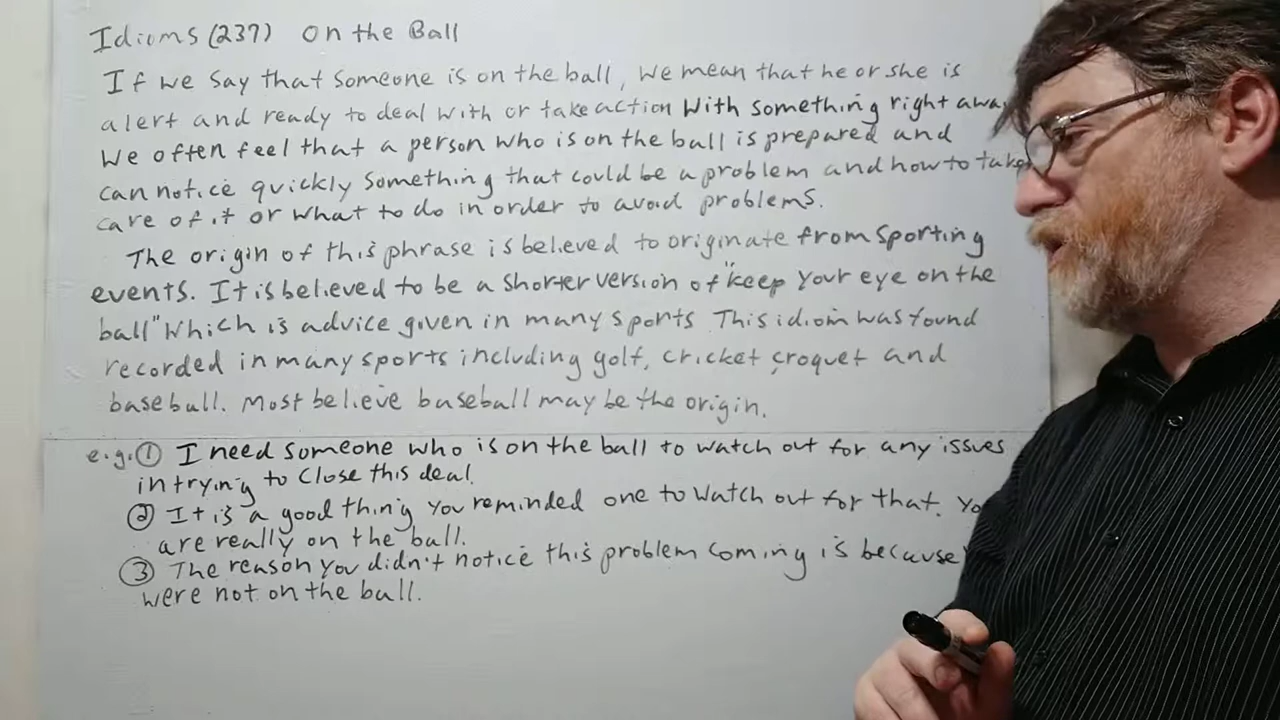 Idioms (237) On the Ball
If we say that someone is on the ball, we mean that he or she is
alert and ready to deal with or take action with something right awa
We often feel that a person who is on the ball is prepared and
can notice quickly something that could be a problem and how to take
care of it or what to do in order to avoid problems.
The origin of this phrase is believed to originate from sporting
events. It is believed to be a shorter version of "keep your eye on the
ball" which is advice given in many sports This idiom was found
recorded in many sports including golf, cricket, croquet and
baseball. Most believe baseball may be the origin.
e.g. ① I need someone who is on the ball to watch out for any issues
in trying to close this deal.
② It is a good thing you reminded one to watch out for that. Yo
are really on the ball.
③ The reason you didn't notice this problem coming is because
were not on the ball.